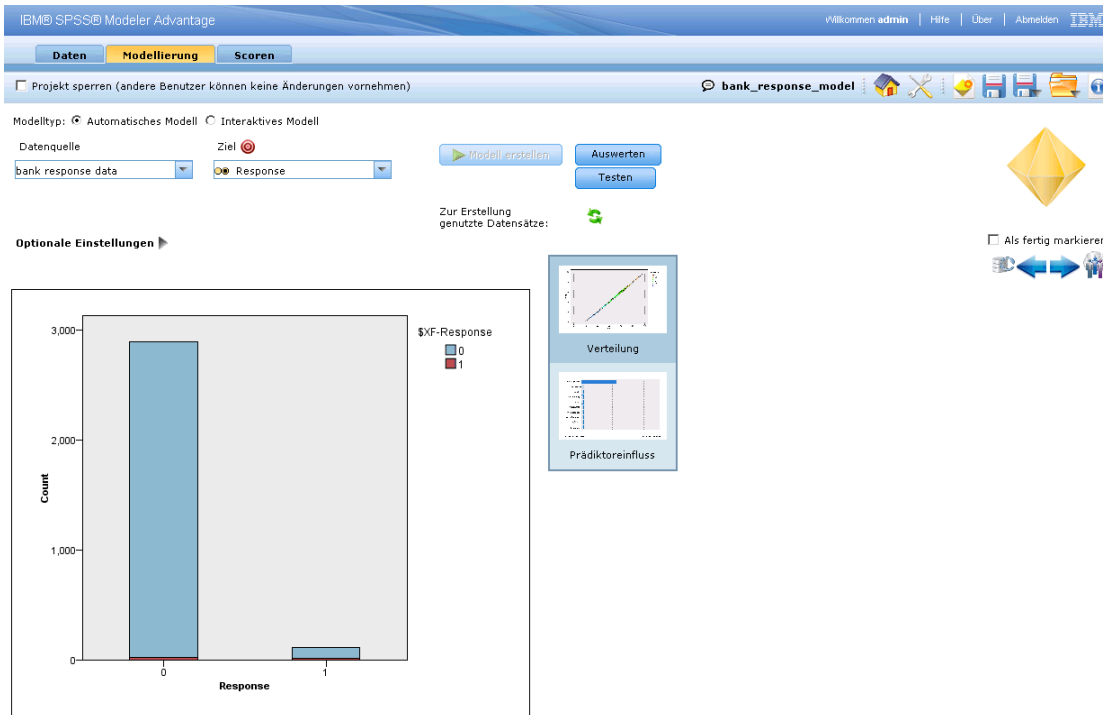 IBM® SPSS® Modeler Advantage
Willkommen admin | Hilfe | Über | Abmelden IBM
Daten Modellierung Scoren
Projekt sperren (andere Benutzer können keine Änderungen vornehmen)
bank_response_model
Modelltyp: Automatisches Modell Interaktives Modell
Datenquelle Ziel
bank response data Response
Modell erstellen Auswerten
Testen
Zur Erstellung
genutzte Datensätze:
Optionale Einstellungen
Als fertig markieren
3,000
2,000
1,000
0
Count
0 1
Response
$XF-Response
0
1
Verteilung
Prädiktoreinfluss